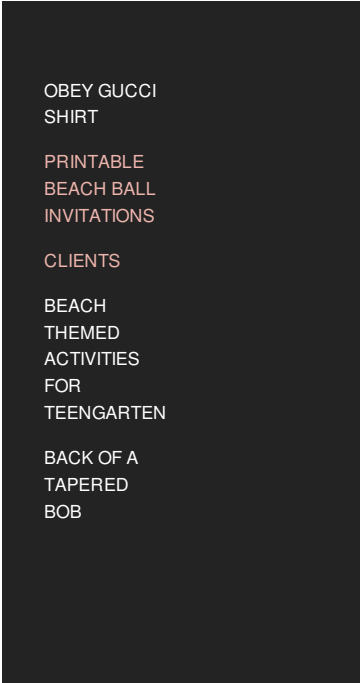 OBEY GUCCI
SHIRT
PRINTABLE
BEACH BALL
INVITATIONS
CLIENTS
BEACH
THEMED
ACTIVITIES
FOR
TEENGARTEN
BACK OF A
TAPERED
BOB